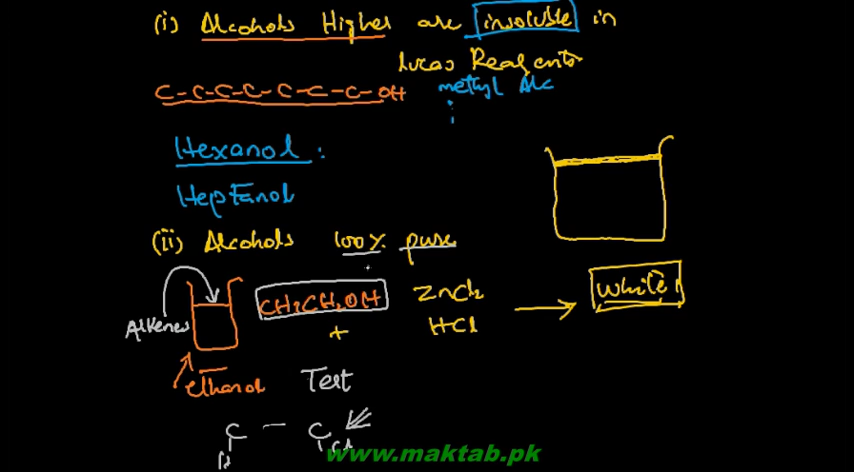 (i) Alcohols Higher are insoluble in
Lucas Reagents
C-C-C-C-C-C-C-OH methyl Alc
Hexanol :
Heptanol
(ii) Alcohols 100% pure
Alkenes CH3CH2OH ZnCl2 → white
+ HCl
ethanol Test
C - C
Cl
www.maktab.pk